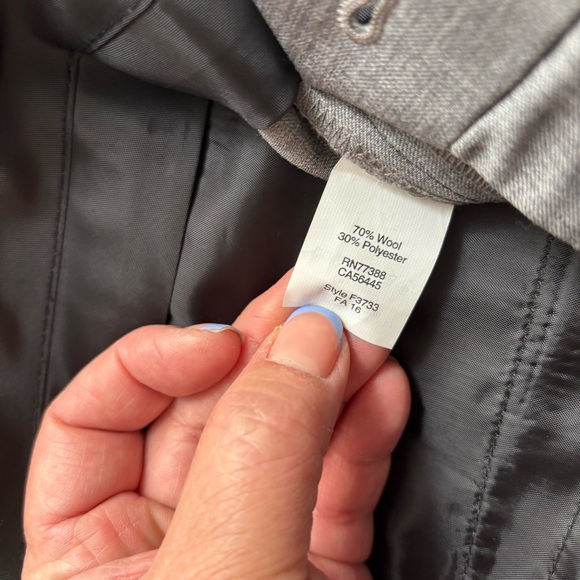 70% Wool
30% Polyester
RN77388
CA56445
Style F3733
FA 16